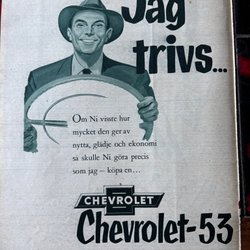 Jag
trivs...
Om Ni visste hur
mycket den ger av
nytta, glädje och ekonomi
så skulle Ni göra precis
som jag – köpa en...
CHEVROLET
Chevrolet-53